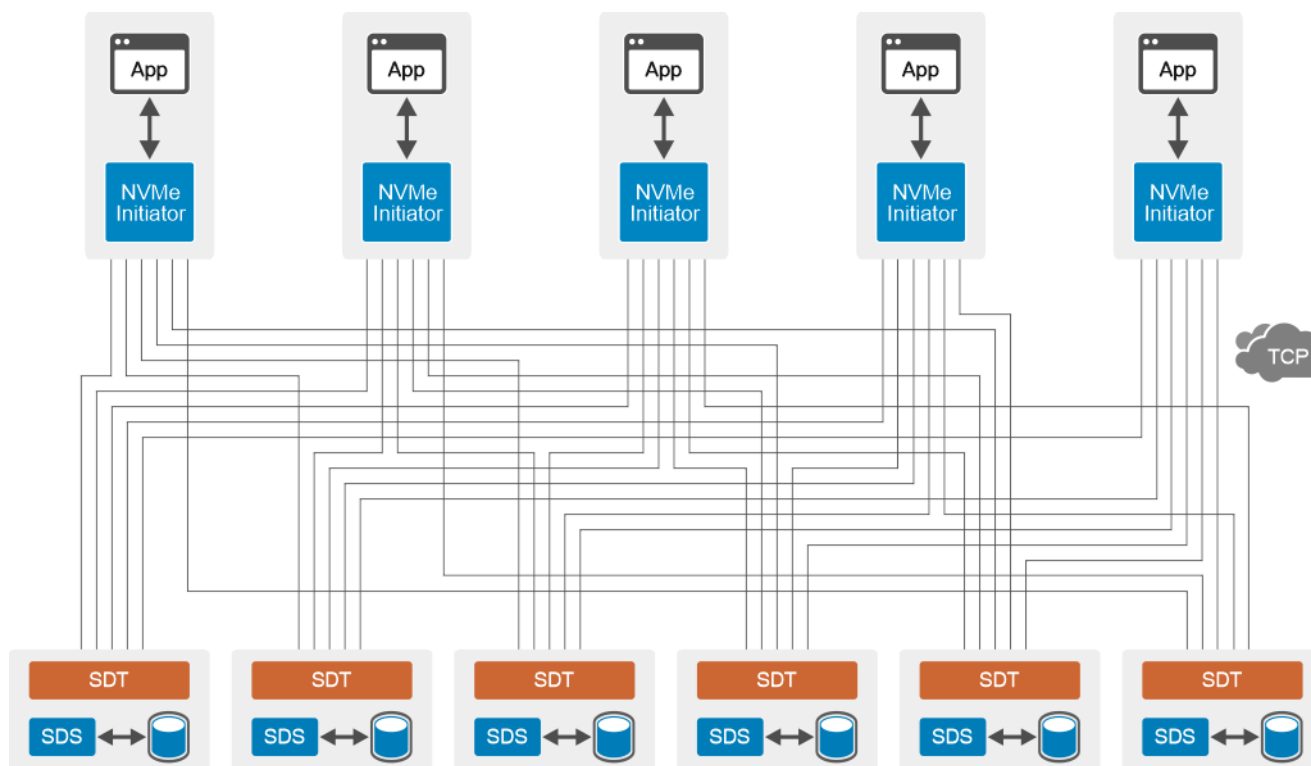 App
App
App
App
App
NVMe
Initiator
NVMe
Initiator
NVMe
Initiator
NVMe
Initiator
NVMe
Initiator
TCP
SDT
SDT
SDT
SDT
SDT
SDT
SDS
SDS
SDS
SDS
SDS
SDS